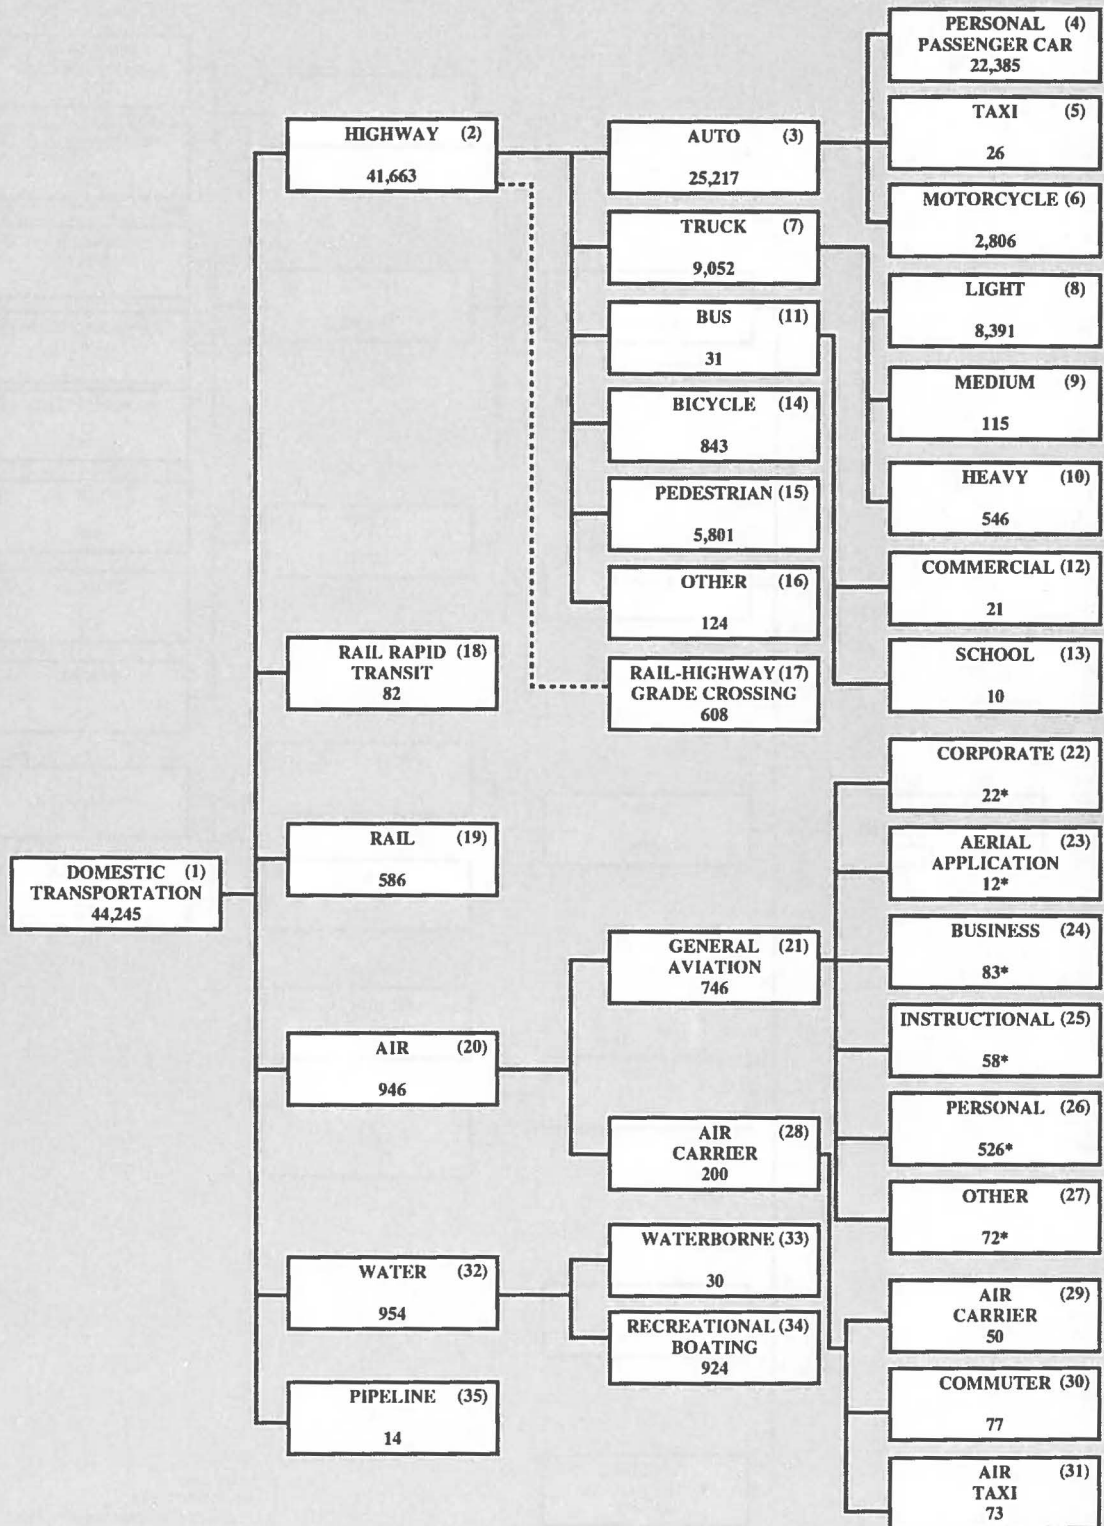 PERSONAL (4)
PASSENGER CAR
22,385
TAXI (5)
26
MOTORCYCLE (6)
2,806
HIGHWAY (2)
41,663
AUTO (3)
25,217
TRUCK (7)
9,052
LIGHT (8)
8,391
BUS (11)
31
MEDIUM (9)
115
BICYCLE (14)
843
HEAVY (10)
546
PEDESTRIAN (15)
5,801
COMMERCIAL (12)
21
OTHER (16)
124
SCHOOL (13)
10
RAIL RAPID (18)
TRANSIT
82
RAIL-HIGHWAY (17)
GRADE CROSSING
608
CORPORATE (22)
22*
RAIL (19)
586
AERIAL (23)
APPLICATION
12*
DOMESTIC (1)
TRANSPORTATION
44,245
BUSINESS (24)
83*
GENERAL (21)
AVIATION
746
INSTRUCTIONAL (25)
58*
AIR (20)
946
PERSONAL (26)
526*
AIR (28)
CARRIER
200
OTHER (27)
72*
WATER (32)
954
WATERBORNE (33)
30
RECREATIONAL (34)
BOATING
924
AIR (29)
CARRIER
50
COMMUTER (30)
77
PIPELINE (35)
14
AIR (31)
TAXI
73